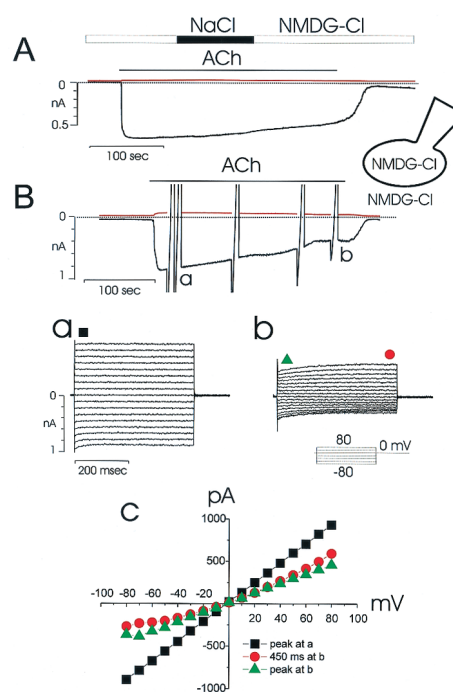 NaCl NMDG-Cl
A
ACh
0
nA
0.5
100 sec
NMDG-Cl
NMDG-Cl
B
ACh
0
nA
1
a
b
100 sec
a
b
0
nA
1
200 msec
80
0 mV
-80
C
pA
1000
500
-100 -80 -60 -40 -20
20 40 60 80 100
mV
-500
-1000
peak at a
450 ms at b
peak at b